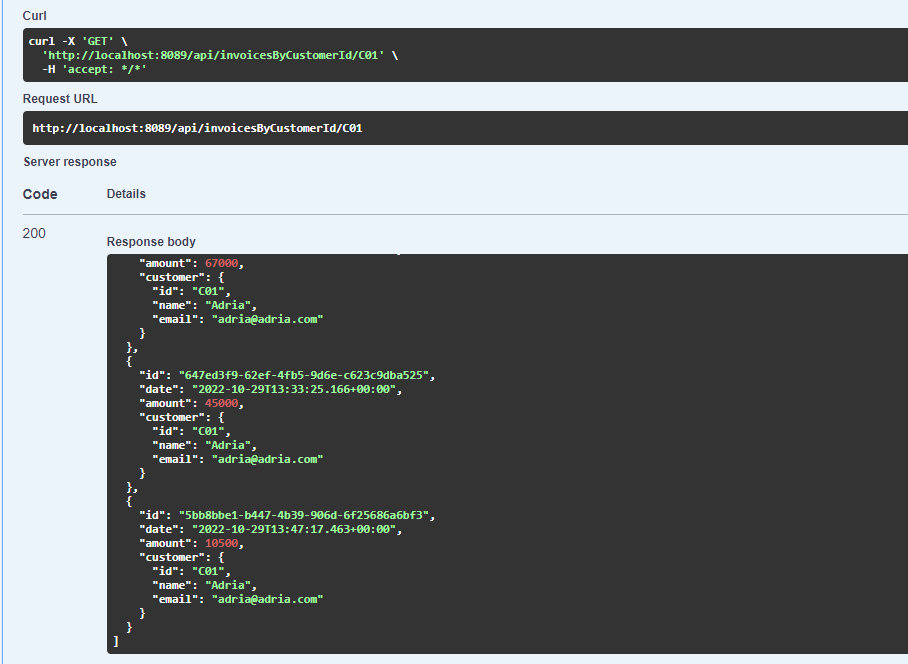 Curl
curl -X 'GET' \
  'http://localhost:8089/api/invoicesByCustomerId/C01' \
  -H 'accept: */*'
Request URL
http://localhost:8089/api/invoicesByCustomerId/C01
Server response
Code Details
200
Response body
    "amount": 67000,
    "customer": {
      "id": "C01",
      "name": "Adria",
      "email": "adria@adria.com"
    }
  },
  {
    "id": "647ed3f9-62ef-4fb5-9d6e-c623c9dba525",
    "date": "2022-10-29T13:33:25.166+00:00",
    "amount": 45000,
    "customer": {
      "id": "C01",
      "name": "Adria",
      "email": "adria@adria.com"
    }
  },
  {
    "id": "5bb8bbe1-b447-4b39-906d-6f25686a6bf3",
    "date": "2022-10-29T13:47:17.463+00:00",
    "amount": 10500,
    "customer": {
      "id": "C01",
      "name": "Adria",
      "email": "adria@adria.com"
    }
  }
]